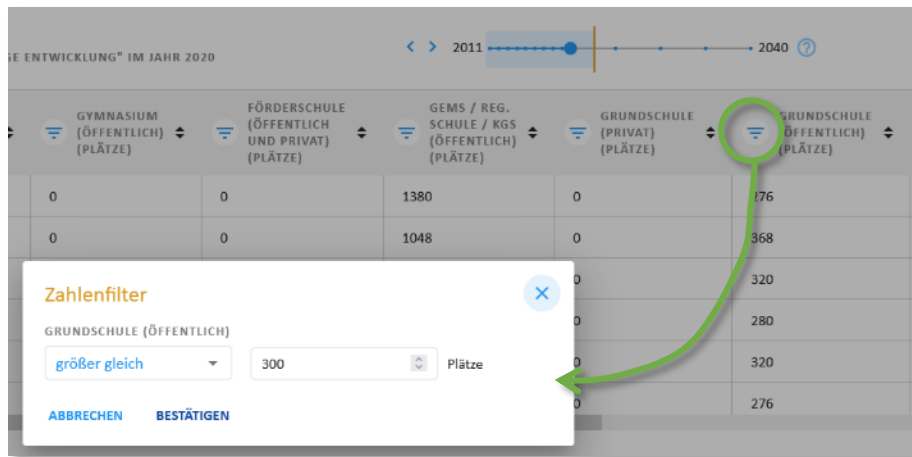 GE ENTWICKLUNG" IM JAHR 2020
2011
2040
GYMNASIUM
(ÖFFENTLICH)
(PLÄTZE)
FÖRDERSCHULE
(ÖFFENTLICH
UND PRIVAT)
(PLÄTZE)
GEMS / REG.
SCHULE / KGS
(ÖFFENTLICH)
(PLÄTZE)
GRUNDSCHULE
(PRIVAT)
(PLÄTZE)
GRUNDSCHULE
(ÖFFENTLICH)
(PLÄTZE)
0 0 1380 0 276
0 0 1048 0 368
0 320
0 280
0 320
0 276
Zahlenfilter
GRUNDSCHULE (ÖFFENTLICH)
größer gleich 300 Plätze
ABBRECHEN BESTÄTIGEN